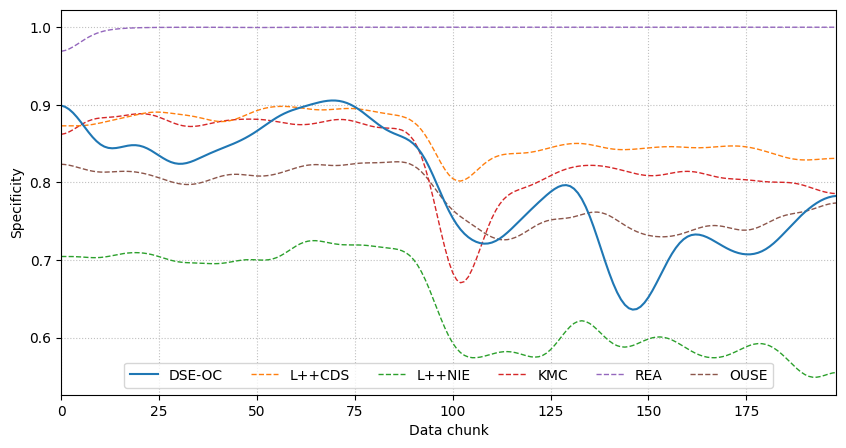 1.0
0.9
0.8
0.7
0.6
Specificity
DSE-OC L++CDS L++NIE KMC REA OUSE
0 25 50 75 100 125 150 175
Data chunk